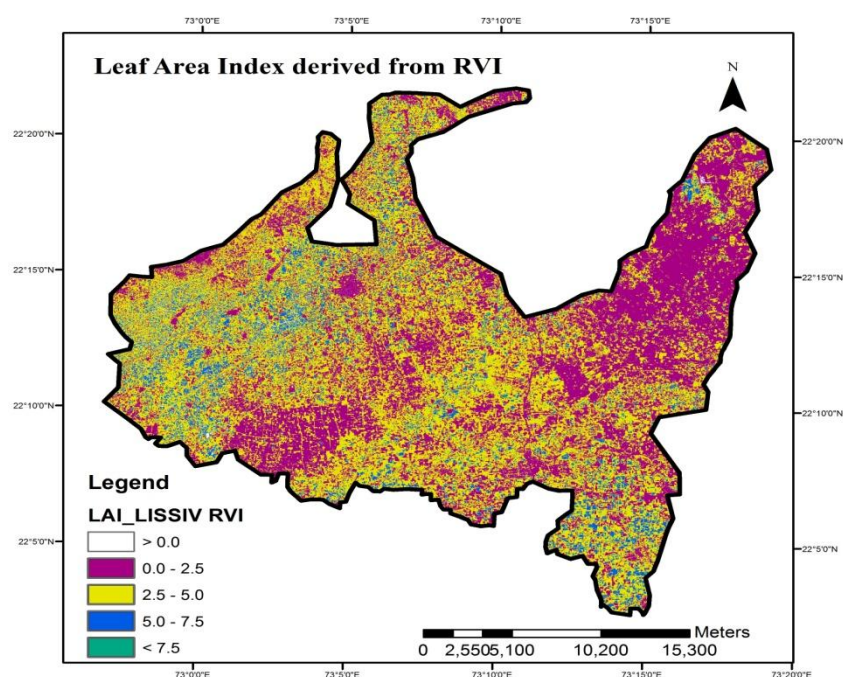 73°0'0"E 73°5'0"E 73°10'0"E 73°15'0"E
Leaf Area Index derived from RVI
N
22°20'0"N 22°20'0"N
22°15'0"N 22°15'0"N
22°10'0"N 22°10'0"N
22°5'0"N 22°5'0"N
Legend
LAI_LISSIV RVI
> 0.0
0.0 - 2.5
2.5 - 5.0
5.0 - 7.5
< 7.5
Meters
0 2,5505,100 10,200 15,300
73°0'0"E 73°5'0"E 73°10'0"E 73°15'0"E 73°20'0"E